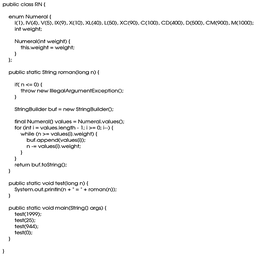 public class RN {
enum Numeral {
I(1), IV(4), V(5), IX(9), X(10), XL(40), L(50), XC(90), C(100), CD(400), D(500), CM(900), M(1000);
int weight;
Numeral(int weight) {
this.weight = weight;
}
};
public static String roman(long n) {
if( n <= 0) {
throw new IllegalArgumentException();
}
StringBuilder buf = new StringBuilder();
final Numeral[] values = Numeral.values();
for (int i = values.length - 1; i >= 0; i--) {
while (n >= values[i].weight) {
buf.append(values[i]);
n -= values[i].weight;
}
}
return buf.toString();
}
public static void test(long n) {
System.out.println(n + " = " + roman(n));
}
public static void main(String[] args) {
test(1999);
test(25);
test(944);
test(0);
}
}